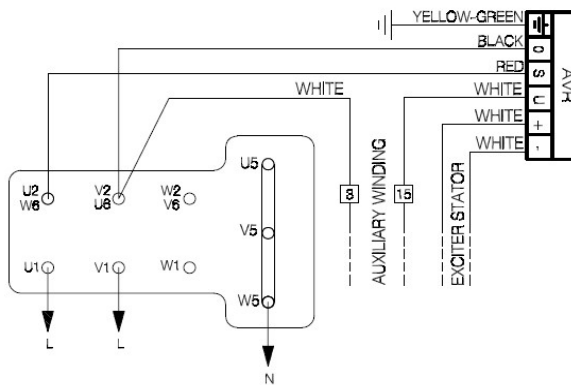 YELLOW-GREEN
BLACK
0
RED
S
WHITE
WHITE
U
WHITE
+
WHITE
-
AVR
3
AUXILIARY WINDING
15
EXCITER STATOR
U5
U2
W6
V2
U6
W2
V6
V5
U1
V1
W1
W5
L
L
N